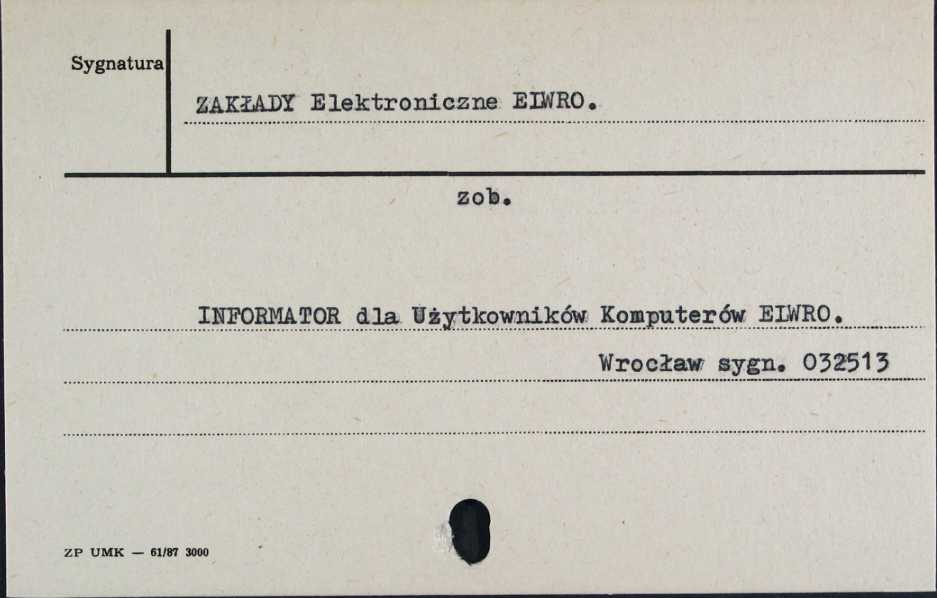 Sygnatura
ZAKŁADY Elektroniczne ELWRO.
zob.
INFORMATOR dla Użytkowników Komputerów ELWRO.
Wrocław sygn. 032513
ZP UMK — 61/87 3000